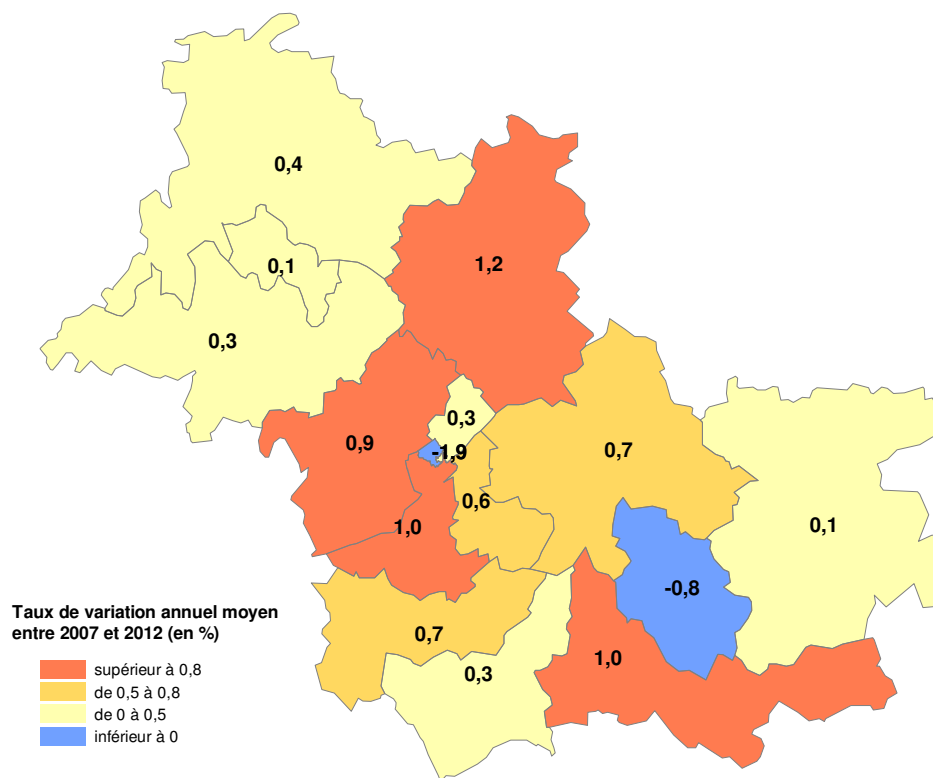 0,4
0,1
1,2
0,3
0,3
0,9
-1,9
0,7
0,6
1,0
0,1
-0,8
0,7
0,3
1,0
Taux de variation annuel moyen
entre 2007 et 2012 (en %)
supérieur à 0,8
de 0,5 à 0,8
de 0 à 0,5
inférieur à 0